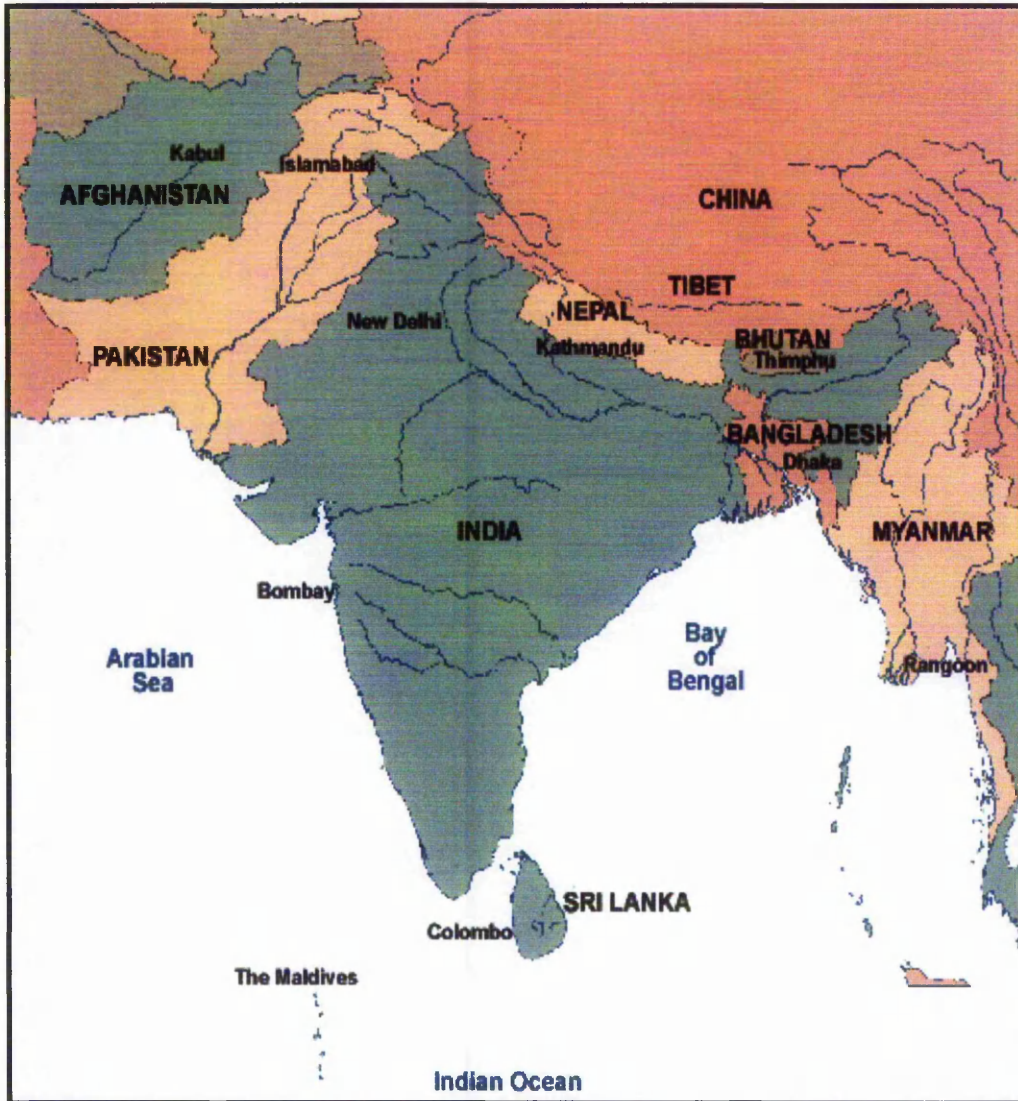 Kabul
Islamabad
AFGHANISTAN
CHINA
TIBET
NEPAL
New Delhi
BHUTAN
Kathmandu
Thimphu
PAKISTAN
BANGLADESH
Dhaka
INDIA
MYANMAR
Bombay
Arabian
Sea
Bay
of
Bengal
Rangoon
SRI LANKA
Colombo
The Maldives
Indian Ocean